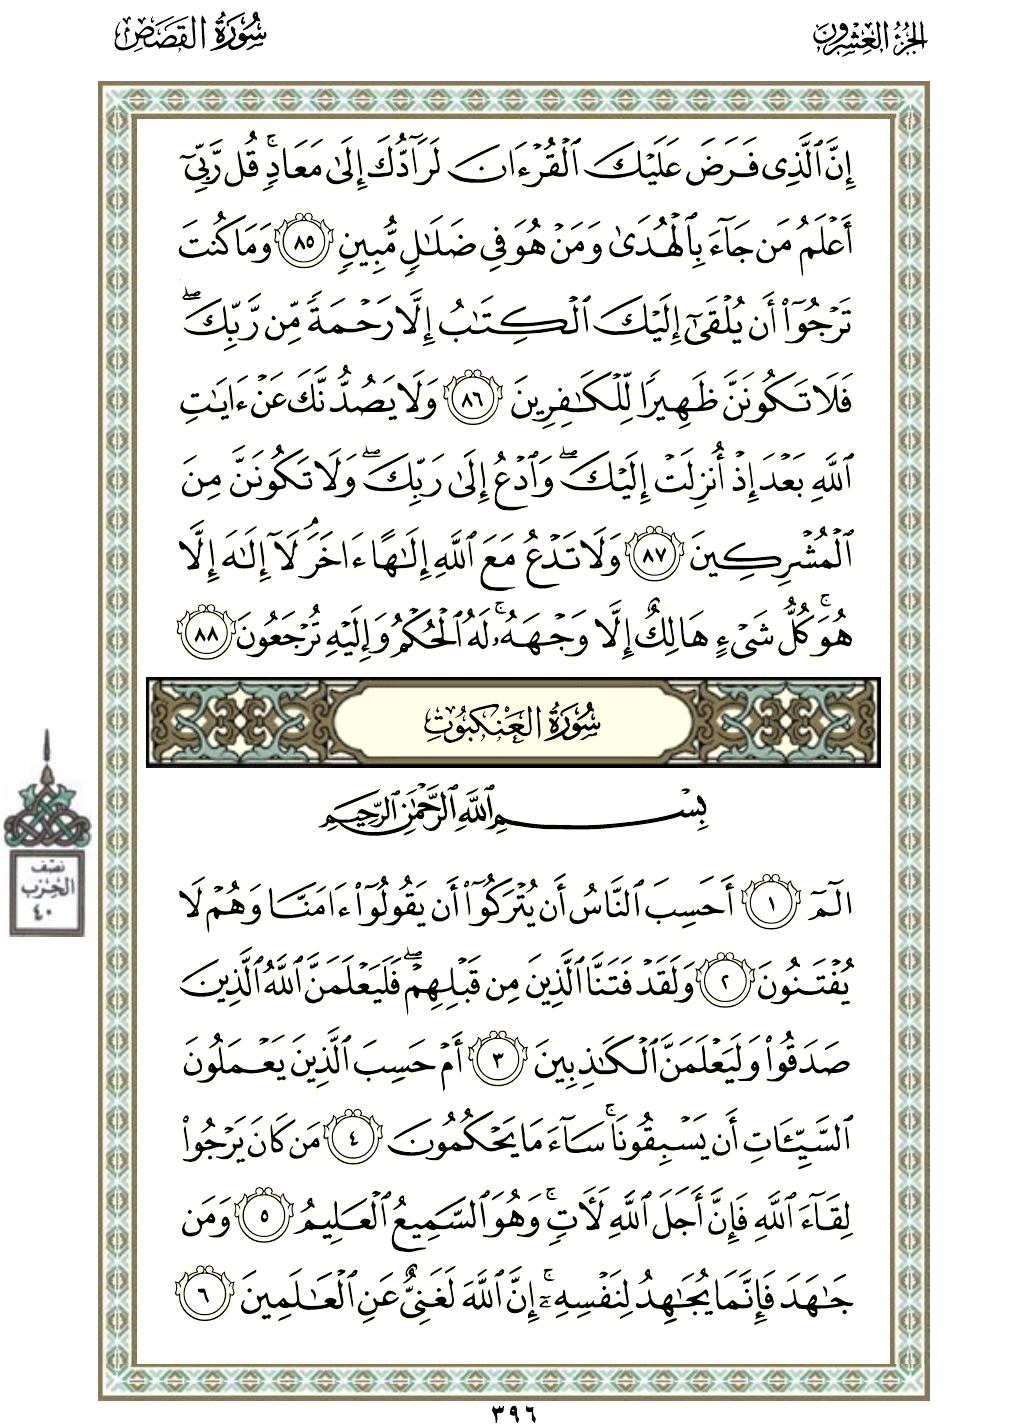 الجزء العشرون
سورة القصص
إِنَّ ٱلَّذِى فَرَضَ عَلَيْكَ ٱلْقُرْءَانَ لَرَآدُّكَ إِلَىٰ مَعَادٍۚ قُل رَّبِّىٓ
أَعْلَمُ مَن جَآءَ بِٱلْهُدَىٰ وَمَنْ هُوَ فِى ضَلَـٰلٍ مُّبِينٍ ٨٥ وَمَا كُنتَ
تَرْجُوٓا۟ أَن يُلْقَىٰٓ إِلَيْكَ ٱلْكِتَـٰبُ إِلَّا رَحْمَةً مِّن رَّبِّكَۖ
فَلَا تَكُونَنَّ ظَهِيرًا لِّلْكَـٰفِرِينَ ٨٦ وَلَا يَصُدُّنَّكَ عَنْ ءَايَـٰتِ
ٱللَّهِ بَعْدَ إِذْ أُنزِلَتْ إِلَيْكَۖ وَٱدْعُ إِلَىٰ رَبِّكَۖ وَلَا تَكُونَنَّ مِنَ
ٱلْمُشْرِكِينَ ٨٧ وَلَا تَدْعُ مَعَ ٱللَّهِ إِلَـٰهًا ءَاخَرَۘ لَآ إِلَـٰهَ إِلَّا
هُوَۚ كُلُّ شَىْءٍ هَالِكٌ إِلَّا وَجْهَهُۥۚ لَهُ ٱلْحُكْمُ وَإِلَيْهِ تُرْجَعُونَ ٨٨
سورة العنكبوت
بِسْمِ ٱللَّهِ ٱلرَّحْمَـٰنِ ٱلرَّحِيمِ
الٓمٓ ١ أَحَسِبَ ٱلنَّاسُ أَن يُتْرَكُوٓا۟ أَن يَقُولُوٓا۟ ءَامَنَّا وَهُمْ لَا
يُفْتَنُونَ ٢ وَلَقَدْ فَتَنَّا ٱلَّذِينَ مِن قَبْلِهِمْۖ فَلَيَعْلَمَنَّ ٱللَّهُ ٱلَّذِينَ
صَدَقُوا۟ وَلَيَعْلَمَنَّ ٱلْكَـٰذِبِينَ ٣ أَمْ حَسِبَ ٱلَّذِينَ يَعْمَلُونَ
ٱلسَّيِّـَٔاتِ أَن يَسْبِقُونَاۚ سَآءَ مَا يَحْكُمُونَ ٤ مَن كَانَ يَرْجُوا۟
لِقَآءَ ٱللَّهِ فَإِنَّ أَجَلَ ٱللَّهِ لَـَٔاتٍۚ وَهُوَ ٱلسَّمِيعُ ٱلْعَلِيمُ ٥ وَمَن
جَـٰهَدَ فَإِنَّمَا يُجَـٰهِدُ لِنَفْسِهِۦٓۚ إِنَّ ٱللَّهَ لَغَنِىٌّ عَنِ ٱلْعَـٰلَمِينَ ٦
نصف
الحزب
٤٠
٣٩٦